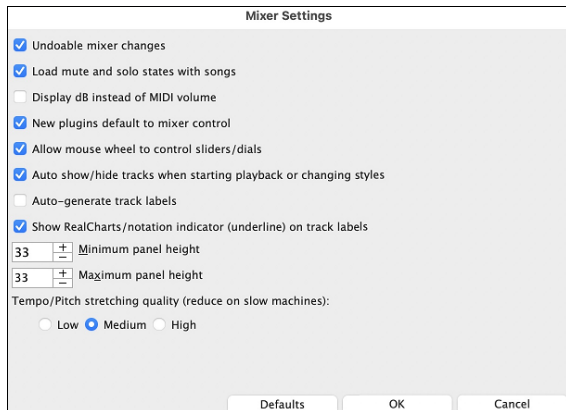 Mixer Settings
Undoable mixer changes
Load mute and solo states with songs
Display dB instead of MIDI volume
New plugins default to mixer control
Allow mouse wheel to control sliders/dials
Auto show/hide tracks when starting playback or changing styles
Auto-generate track labels
Show RealCharts/notation indicator (underline) on track labels
33 + − Minimum panel height
33 + − Maximum panel height
Tempo/Pitch stretching quality (reduce on slow machines):
Low Medium High
Defaults OK Cancel